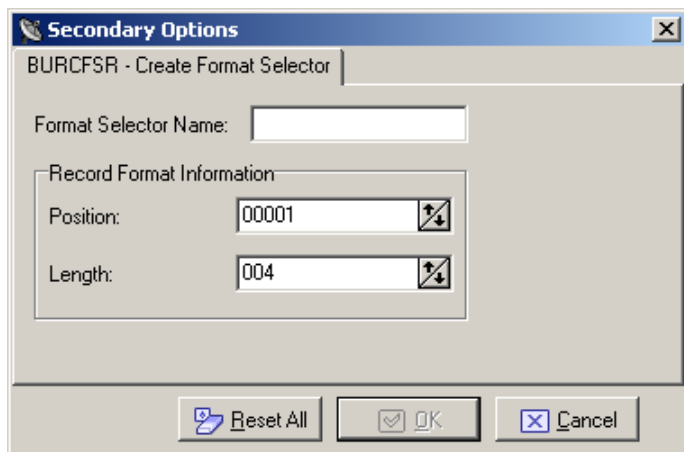 Secondary Options
BURCFSR - Create Format Selector
Format Selector Name:
Record Format Information
Position: 00001
Length: 004
Reset All OK Cancel